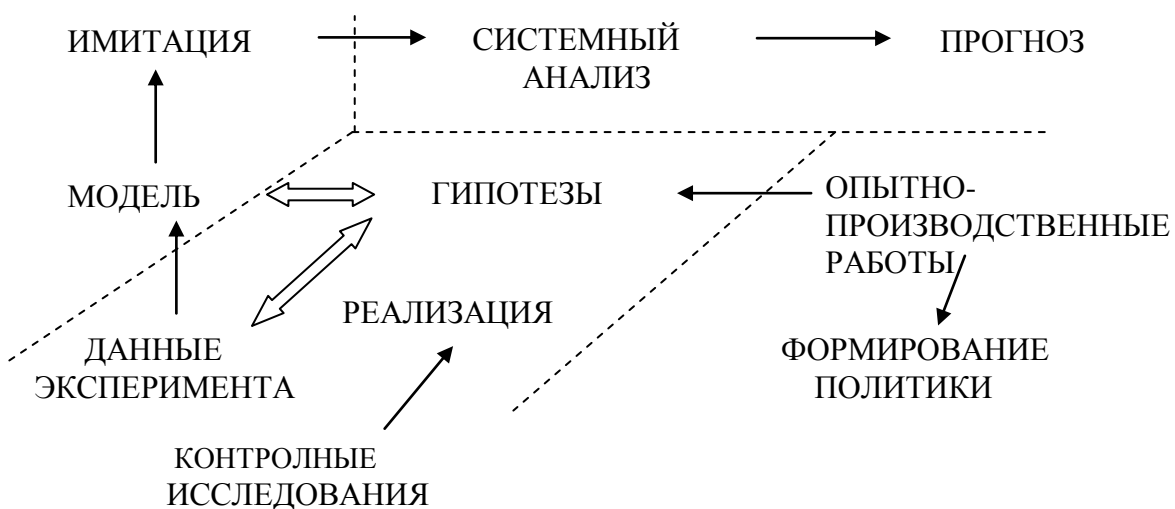 ИМИТАЦИЯ
СИСТЕМНЫЙ
АНАЛИЗ
ПРОГНОЗ
МОДЕЛЬ
ГИПОТЕЗЫ
ОПЫТНО-
ПРОИЗВОДСТВЕННЫЕ
РАБОТЫ
РЕАЛИЗАЦИЯ
ДАННЫЕ
ЭКСПЕРИМЕНТА
ФОРМИРОВАНИЕ
ПОЛИТИКИ
КОНТРОЛНЫЕ
ИССЛЕДОВАНИЯ